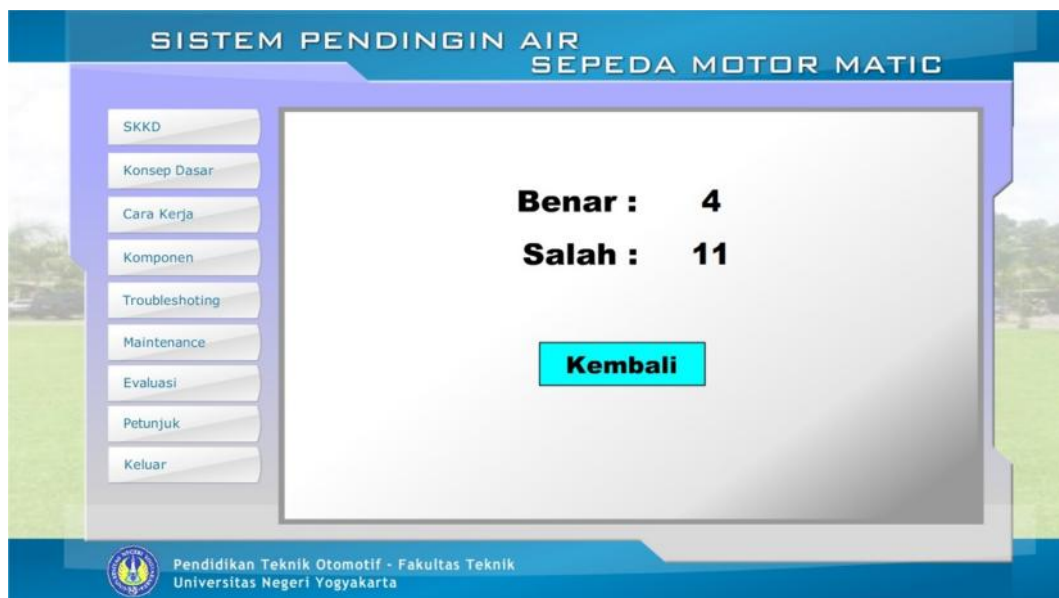 SISTEM PENDINGIN AIR
SEPEDA MOTOR MATIC
SKKD
Konsep Dasar
Cara Kerja
Komponen
Troubleshoting
Maintenance
Evaluasi
Petunjuk
Keluar
Benar : 4
Salah : 11
Kembali
Pendidikan Teknik Otomotif - Fakultas Teknik
Universitas Negeri Yogyakarta